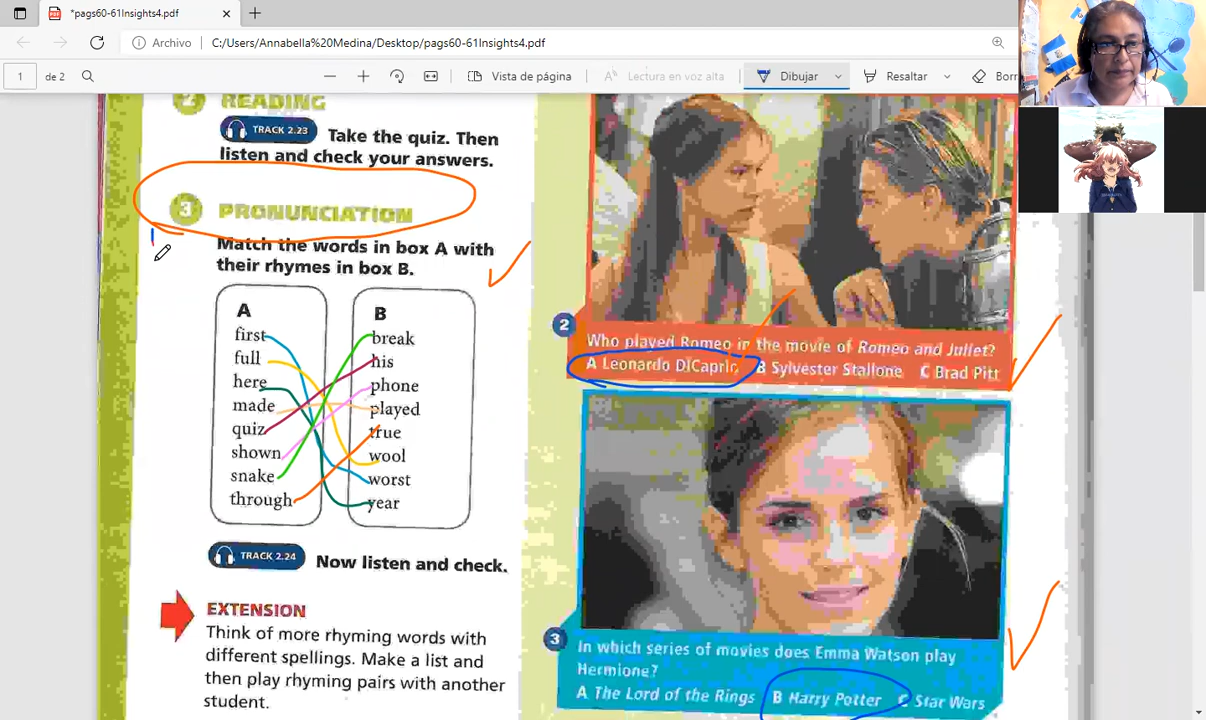 *pags60-61Insights4.pdf
Archivo
C:/Users/Annabella%20Medina/Desktop/pags60-61Insights4.pdf
1
de 2
Vista de página
Lectura en voz alta
Dibujar
Resaltar
Borr
2
READING
TRACK 2.23
Take the quiz. Then
listen and check your answers.
3
PRONUNCIATION
Match the words in box A with
their rhymes in box B.
A
first
full
here
made
quiz
shown
snake
through
B
break
his
phone
played
true
wool
worst
year
TRACK 2.24
Now listen and check.
EXTENSION
Think of more rhyming words with
different spellings. Make a list and
then play rhyming pairs with another
student.
2
Who played Romeo in the movie of Romeo and Juliet?
A Leonardo DiCaprio B Sylvester Stallone C Brad Pitt
3
In which series of movies does Emma Watson play
Hermione?
A The Lord of the Rings B Harry Potter C Star Wars